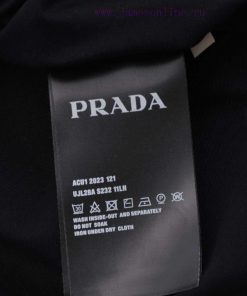 PRADA
ACU1 2023 121
UJL28A S232 11LH
WASH INSIDE-OUT AND SEPARATELY
DO NOT SOAK
IRON UNDER DRY CLOTH